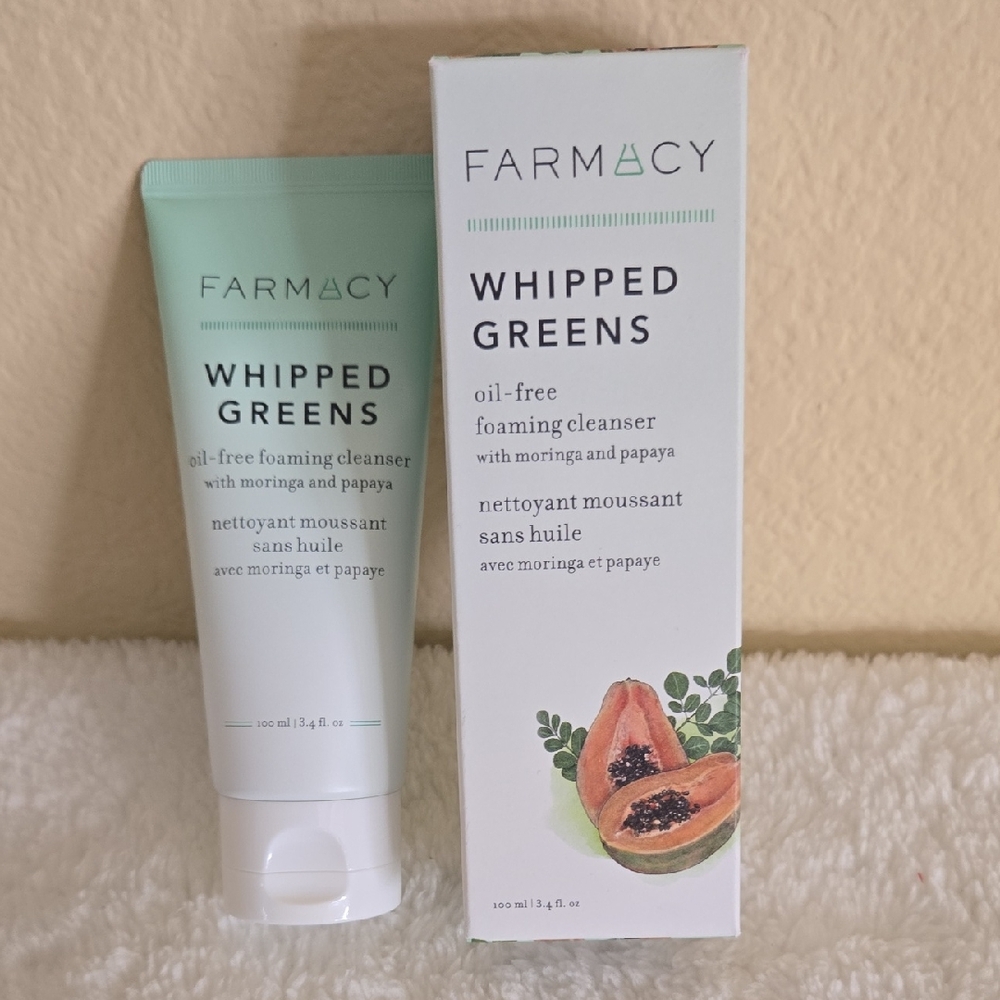 FARMACY
WHIPPED
GREENS
oil-free foaming cleanser
with moringa and papaya
nettoyant moussant
sans huile
avec moringa et papaye
100 ml | 3.4 fl. oz
FARMACY
WHIPPED
GREENS
oil-free
foaming cleanser
with moringa and papaya
nettoyant moussant
sans huile
avec moringa et papaye
100 ml | 3.4 fl. oz